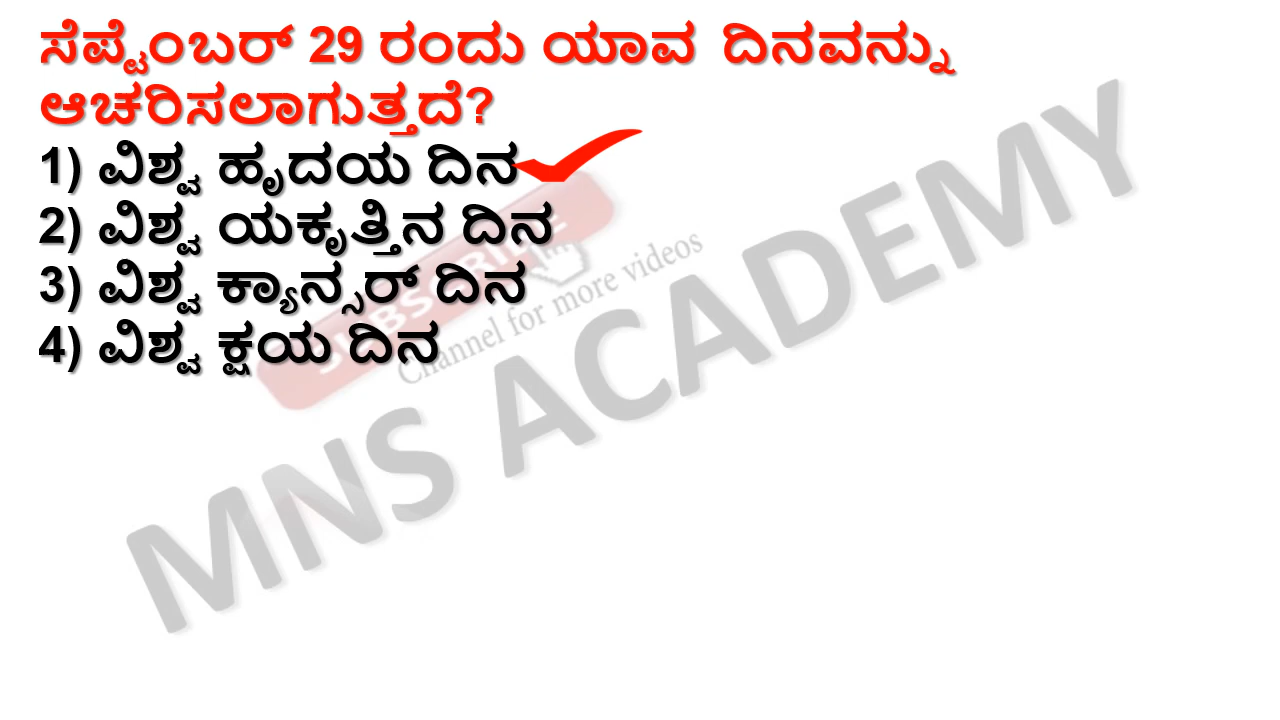 ಸೆಪ್ಟೆಂಬರ್ 29 ರಂದು ಯಾವ ದಿನವನ್ನು
ಆಚರಿಸಲಾಗುತ್ತದೆ?
1) ವಿಶ್ವ ಹೃದಯ ದಿನ
2) ವಿಶ್ವ ಯಕೃತ್ತಿನ ದಿನ
3) ವಿಶ್ವ ಕ್ಯಾನ್ಸರ್ ದಿನ
4) ವಿಶ್ವ ಕ್ಷಯ ದಿನ
SUBSCRIBE
Channel for more videos
MNS ACADEMY